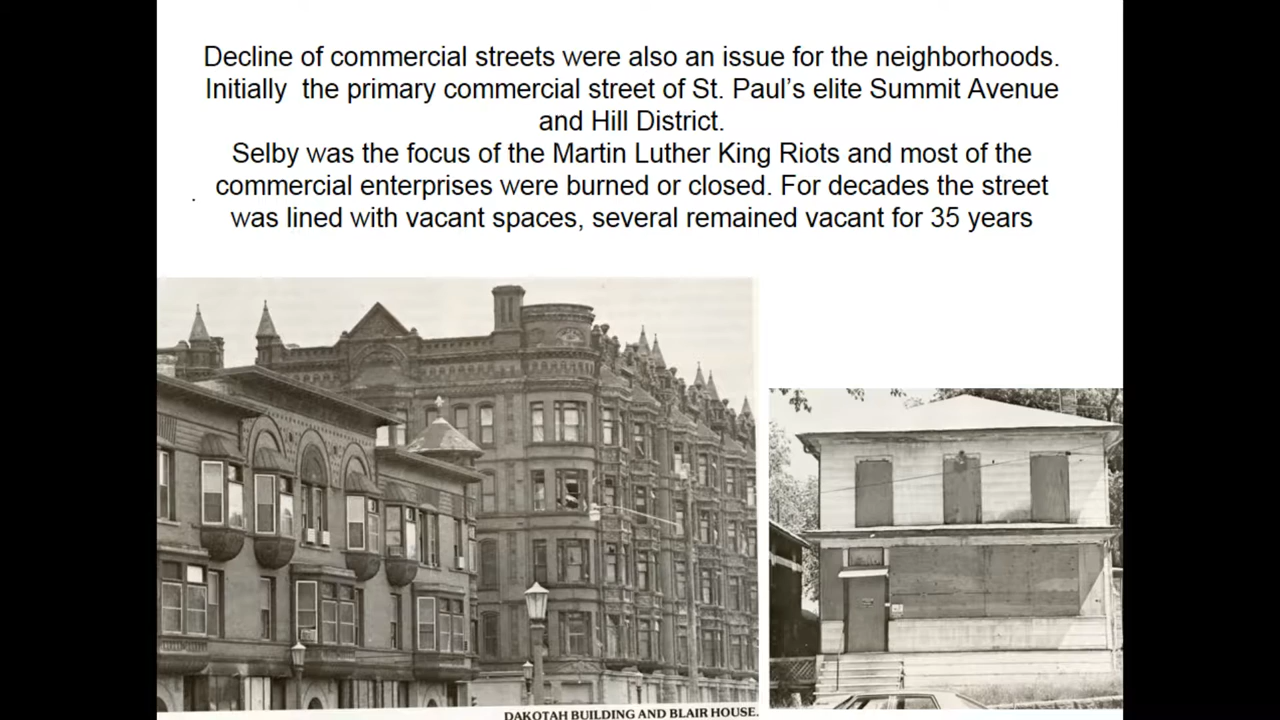 Decline of commercial streets were also an issue for the neighborhoods.
Initially  the primary commercial street of St. Paul’s elite Summit Avenue
and Hill District.
Selby was the focus of the Martin Luther King Riots and most of the
commercial enterprises were burned or closed. For decades the street
was lined with vacant spaces, several remained vacant for 35 years
DAKOTAH BUILDING AND BLAIR HOUSE.